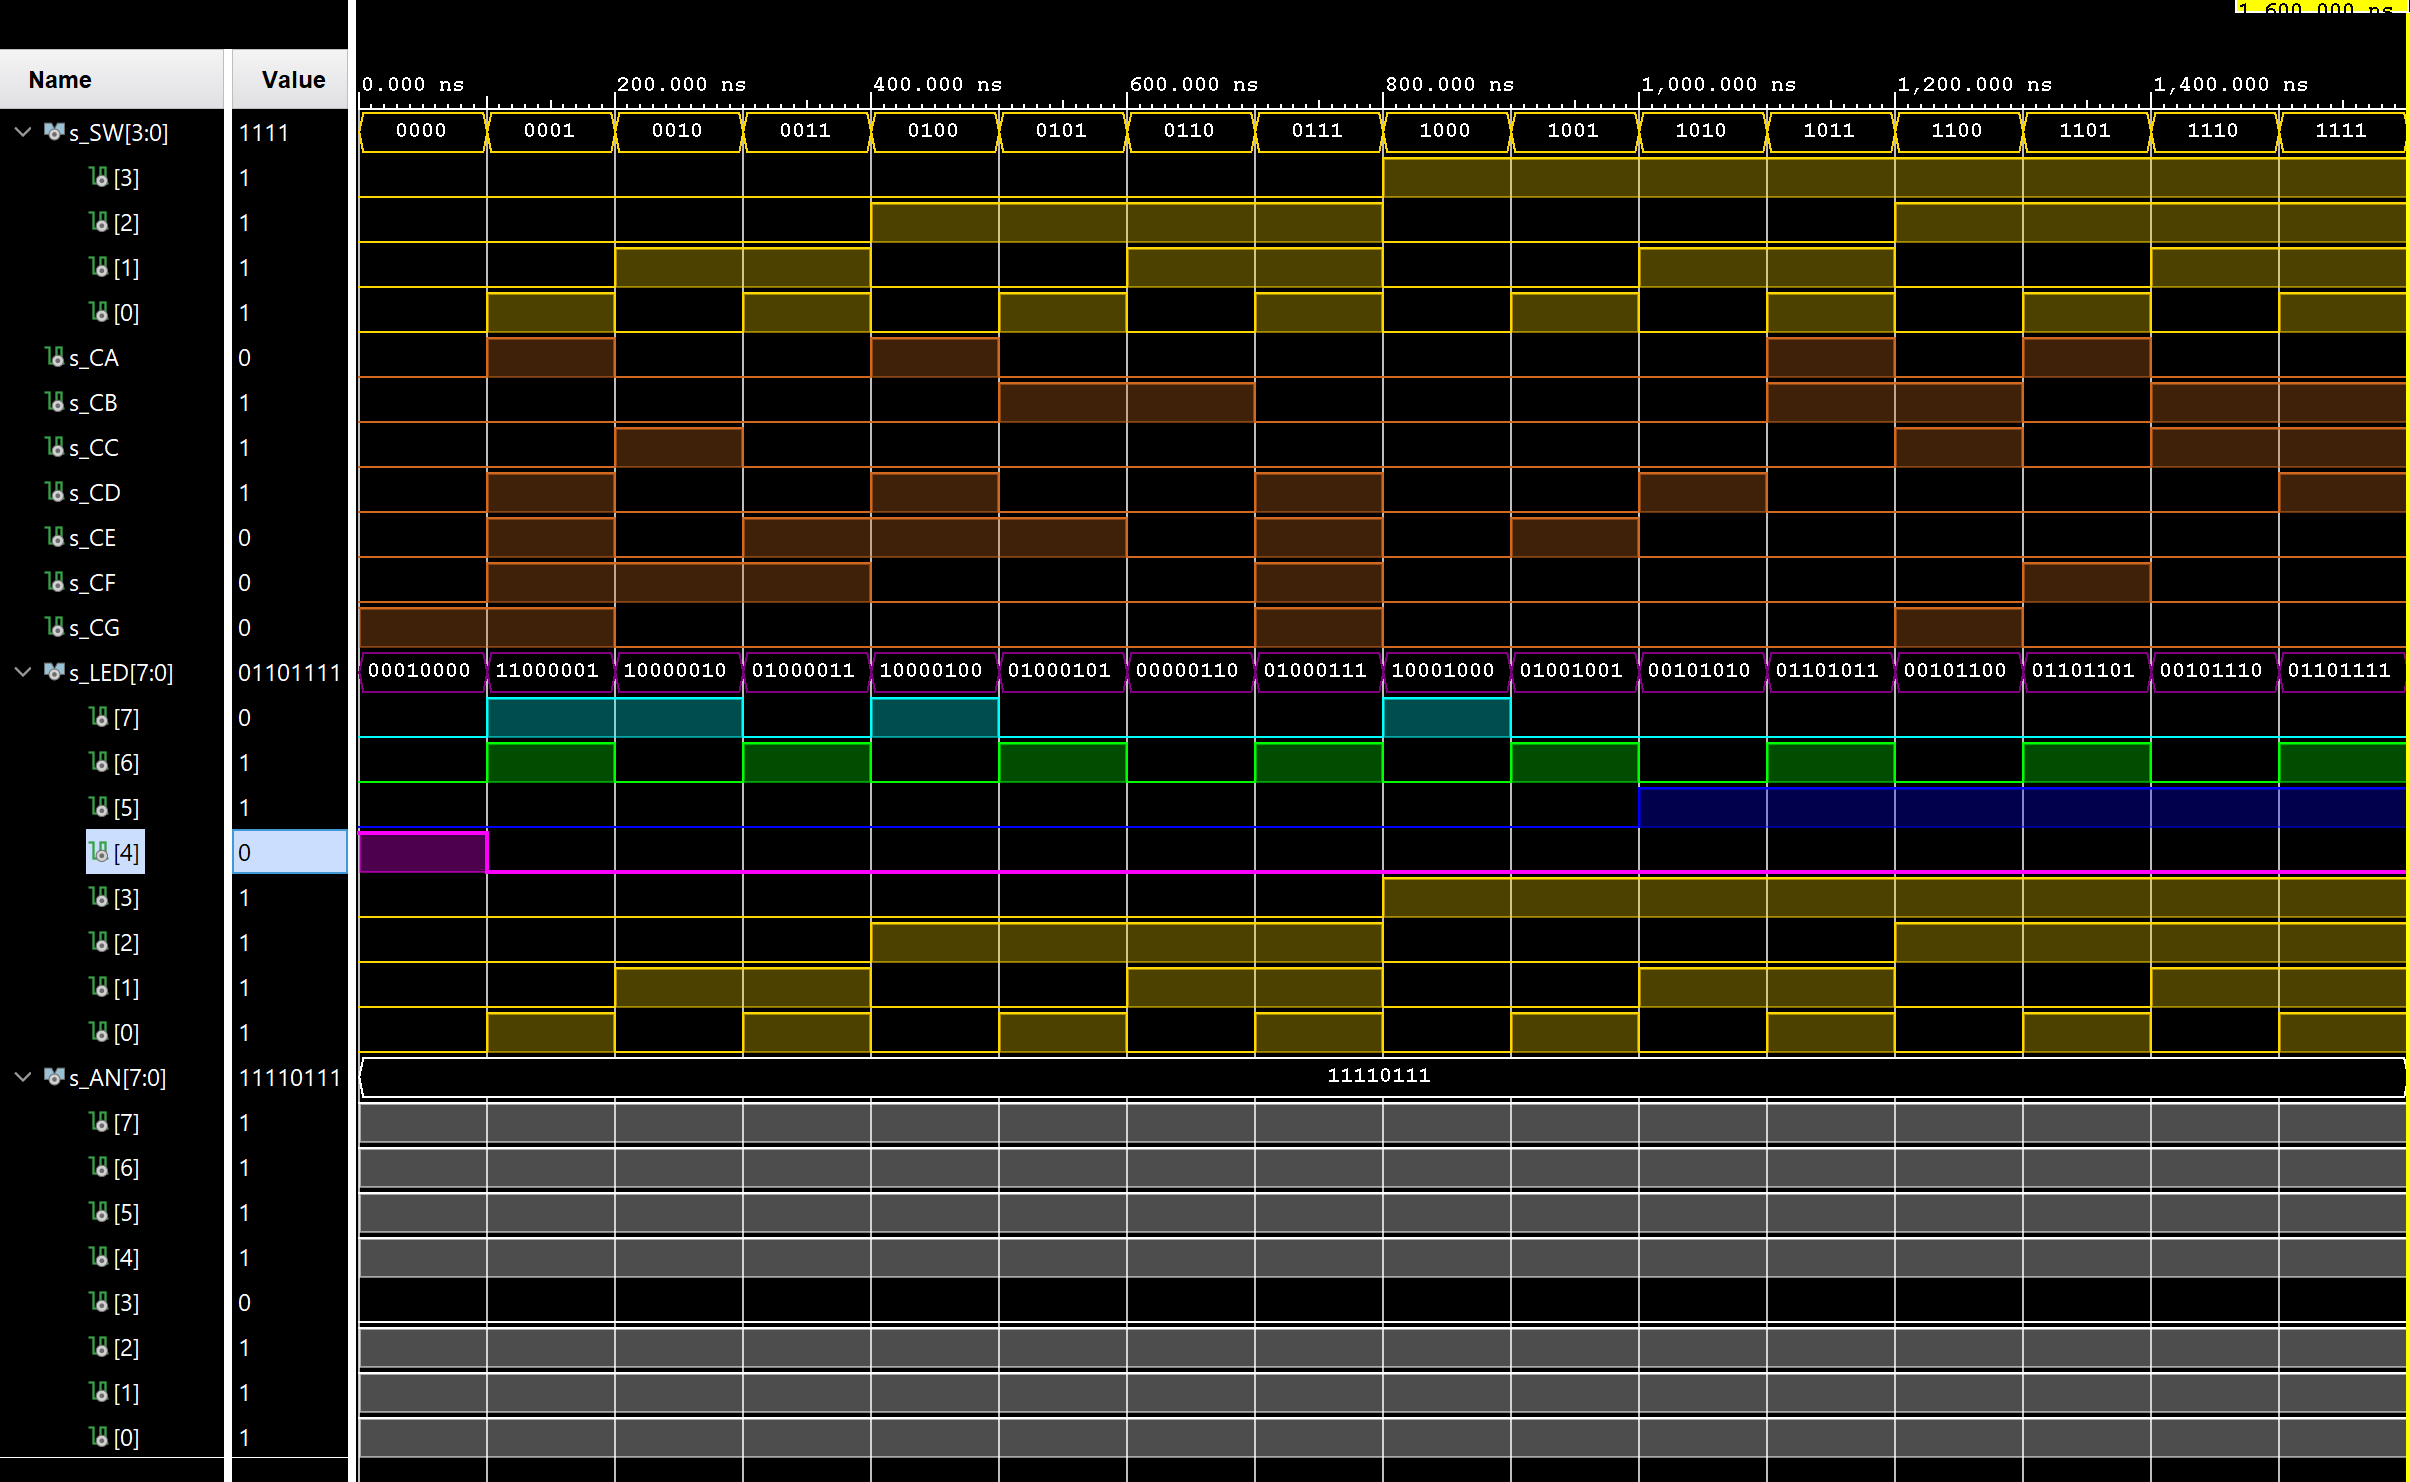 1,600.000 ns
Name Value 0.000 ns 200.000 ns 400.000 ns 600.000 ns 800.000 ns 1,000.000 ns 1,200.000 ns 1,400.000 ns
s_SW[3:0] 1111 0000 0001 0010 0011 0100 0101 0110 0111 1000 1001 1010 1011 1100 1101 1110 1111
[3] 1
[2] 1
[1] 1
[0] 1
s_CA 0
s_CB 1
s_CC 1
s_CD 1
s_CE 0
s_CF 0
s_CG 0
s_LED[7:0] 01101111 00010000 11000001 10000010 01000011 10000100 01000101 00000110 01000111 10001000 01001001 00101010 01101011 00101100 01101101 00101110 01101111
[7] 0
[6] 1
[5] 1
[4] 0
[3] 1
[2] 1
[1] 1
[0] 1
s_AN[7:0] 11110111 11110111
[7] 1
[6] 1
[5] 1
[4] 1
[3] 0
[2] 1
[1] 1
[0] 1